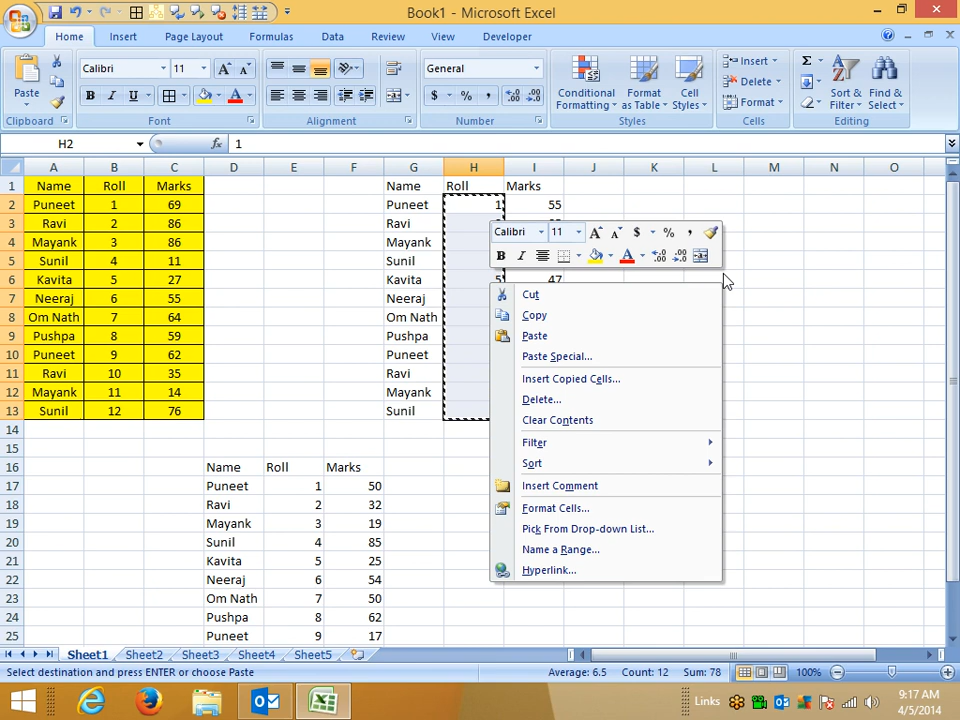 Book1 - Microsoft Excel
Home Insert Page Layout Formulas Data Review View Developer
Paste
Calibri 11
General
Conditional Formatting
Format as Table
Cell Styles
Insert
Delete
Format
Sort & Filter
Find & Select
Clipboard Font Alignment Number Styles Cells Editing
H2 fx 1
A B C D E F G H I J K L M N O
1 Name Roll Marks Name Roll Marks
2 Puneet 1 69 Puneet 1 55
3 Ravi 2 86 Ravi
4 Mayank 3 86 Mayank
5 Sunil 4 11 Sunil
6 Kavita 5 27 Kavita 5 47
7 Neeraj 6 55 Neeraj
8 Om Nath 7 64 Om Nath
9 Pushpa 8 59 Pushpa
10 Puneet 9 62 Puneet
11 Ravi 10 35 Ravi
12 Mayank 11 14 Mayank
13 Sunil 12 76 Sunil
14
15
16 Name Roll Marks
17 Puneet 1 50
18 Ravi 2 32
19 Mayank 3 19
20 Sunil 4 85
21 Kavita 5 25
22 Neeraj 6 54
23 Om Nath 7 50
24 Pushpa 8 62
25 Puneet 9 17
Calibri 11 A A $ % ,
B I A
Cut
Copy
Paste
Paste Special...
Insert Copied Cells...
Delete...
Clear Contents
Filter
Sort
Insert Comment
Format Cells...
Pick From Drop-down List...
Name a Range...
Hyperlink...
Sheet1 Sheet2 Sheet3 Sheet4 Sheet5
Select destination and press ENTER or choose Paste Average: 6.5 Count: 12 Sum: 78 100%
Links
9:17 AM
4/5/2014